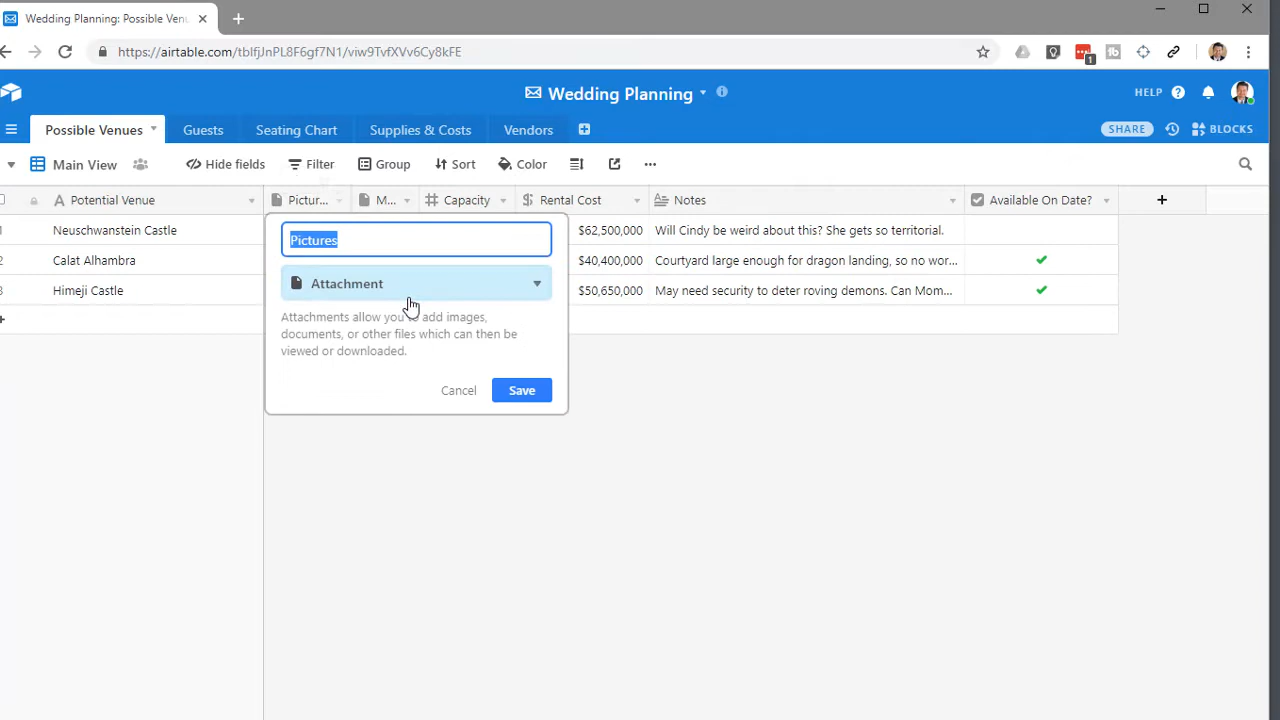 Wedding Planning: Possible Venu
https://airtable.com/tblfJnPL8F6gf7N1/viw9TvfXVv6Cy8kFE
1
Wedding Planning
HELP
Possible Venues
Guests
Seating Chart
Supplies & Costs
Vendors
SHARE
BLOCKS
Main View
Hide fields
Filter
Group
Sort
Color
Potential Venue
Pictur...
M...
Capacity
Rental Cost
Notes
Available On Date?
1 Neuschwanstein Castle $62,500,000 Will Cindy be weird about this? She gets so territorial.
2 Calat Alhambra $40,400,000 Courtyard large enough for dragon landing, so no wor...
3 Himeji Castle $50,650,000 May need security to deter roving demons. Can Mom...
Pictures
Attachment
Attachments allow you to add images,
documents, or other files which can then be
viewed or downloaded.
Cancel
Save